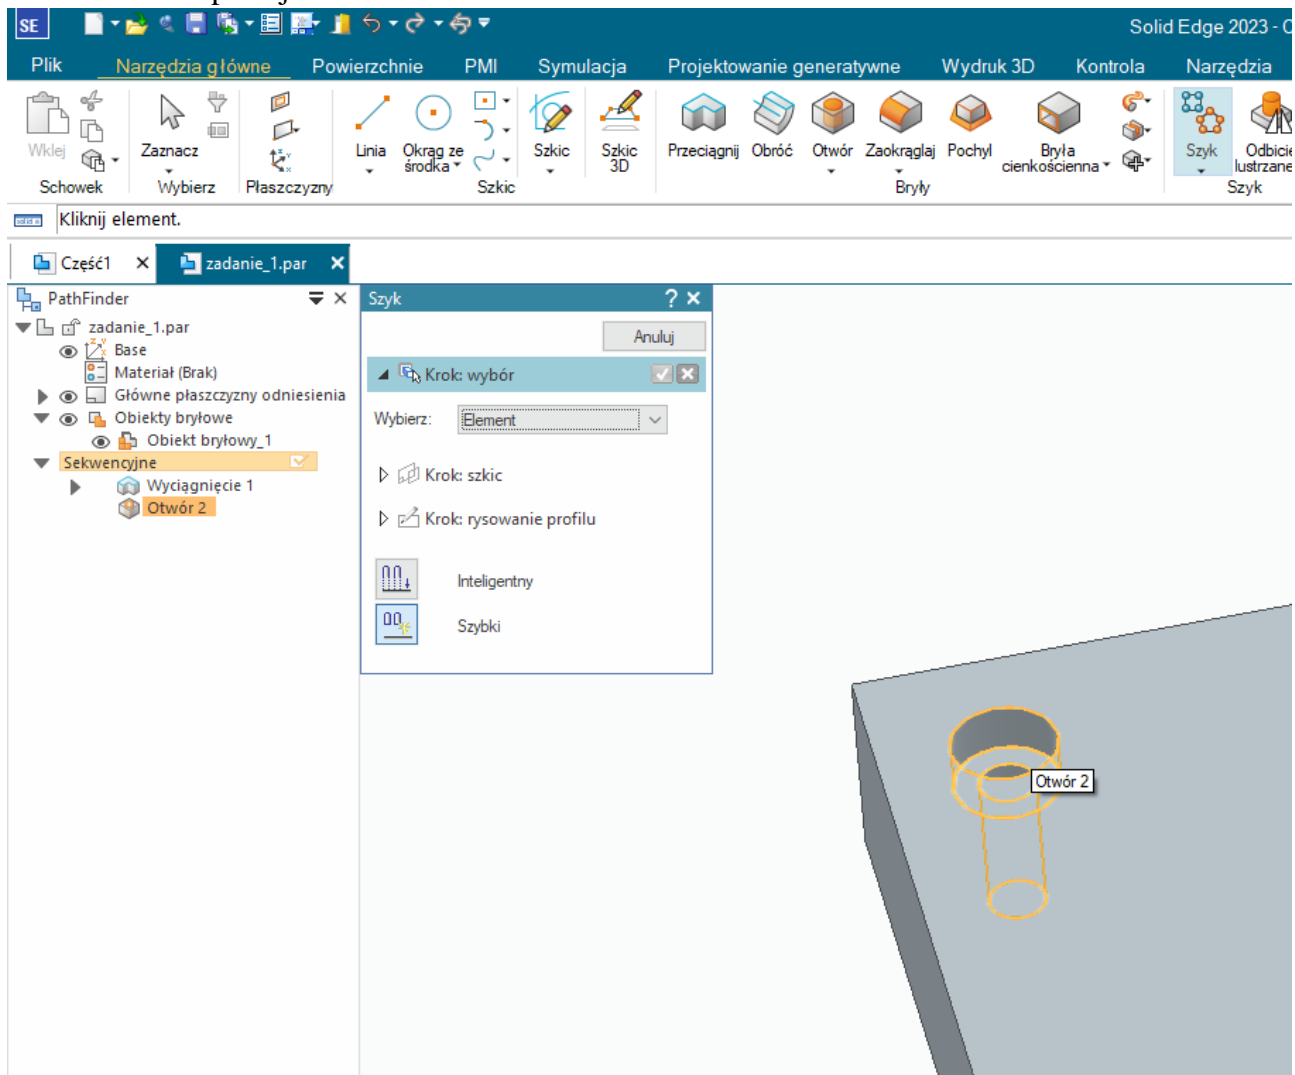 SE
Solid Edge 2023 - C
Plik Narzędzia główne Powierzchnie PMI Symulacja Projektowanie generatywne Wydruk 3D Kontrola Narzędzia
Wklej Zaznacz Linia Okrąg ze środka Szkic Szkic 3D Przeciągnij Obróć Otwór Zaokrąglaj Pochyl Bryła cienkościenna Szyk Odbicie lustrzane
Schowek Wybierz Płaszczyzny Szkic Bryły Szyk
Kliknij element.
Część1 zadanie_1.par
PathFinder
zadanie_1.par
Base
Materiał (Brak)
Główne płaszczyzny odniesienia
Obiekty bryłowe
Obiekt bryłowy_1
Sekwencyjne
Wyciągnięcie 1
Otwór 2
Szyk ?
Anuluj
Krok: wybór
Wybierz: Element
Krok: szkic
Krok: rysowanie profilu
Inteligentny
Szybki
Otwór 2